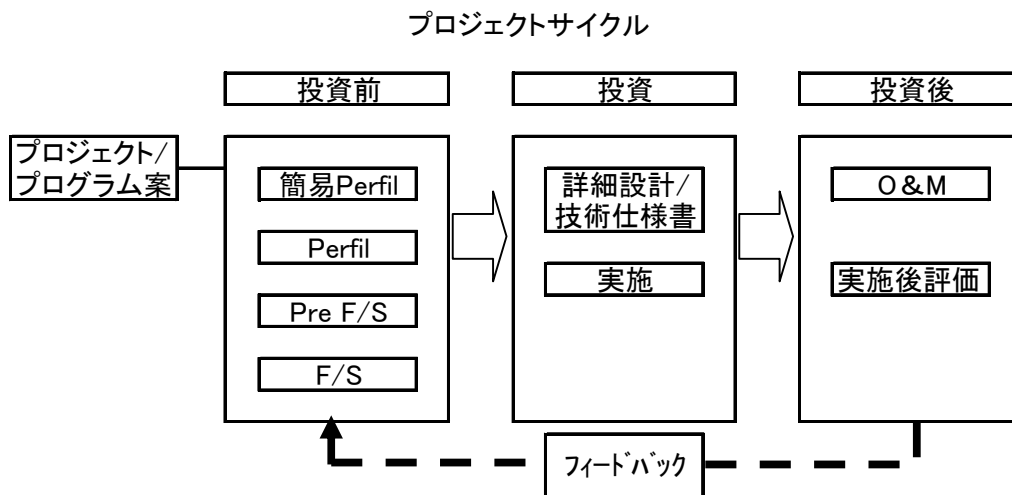 プロジェクトサイクル
投資前
投資
投資後
プロジェクト/
プログラム案
簡易Perfil
Perfil
Pre F/S
F/S
詳細設計/
技術仕様書
実施
O&M
実施後評価
フィードバック